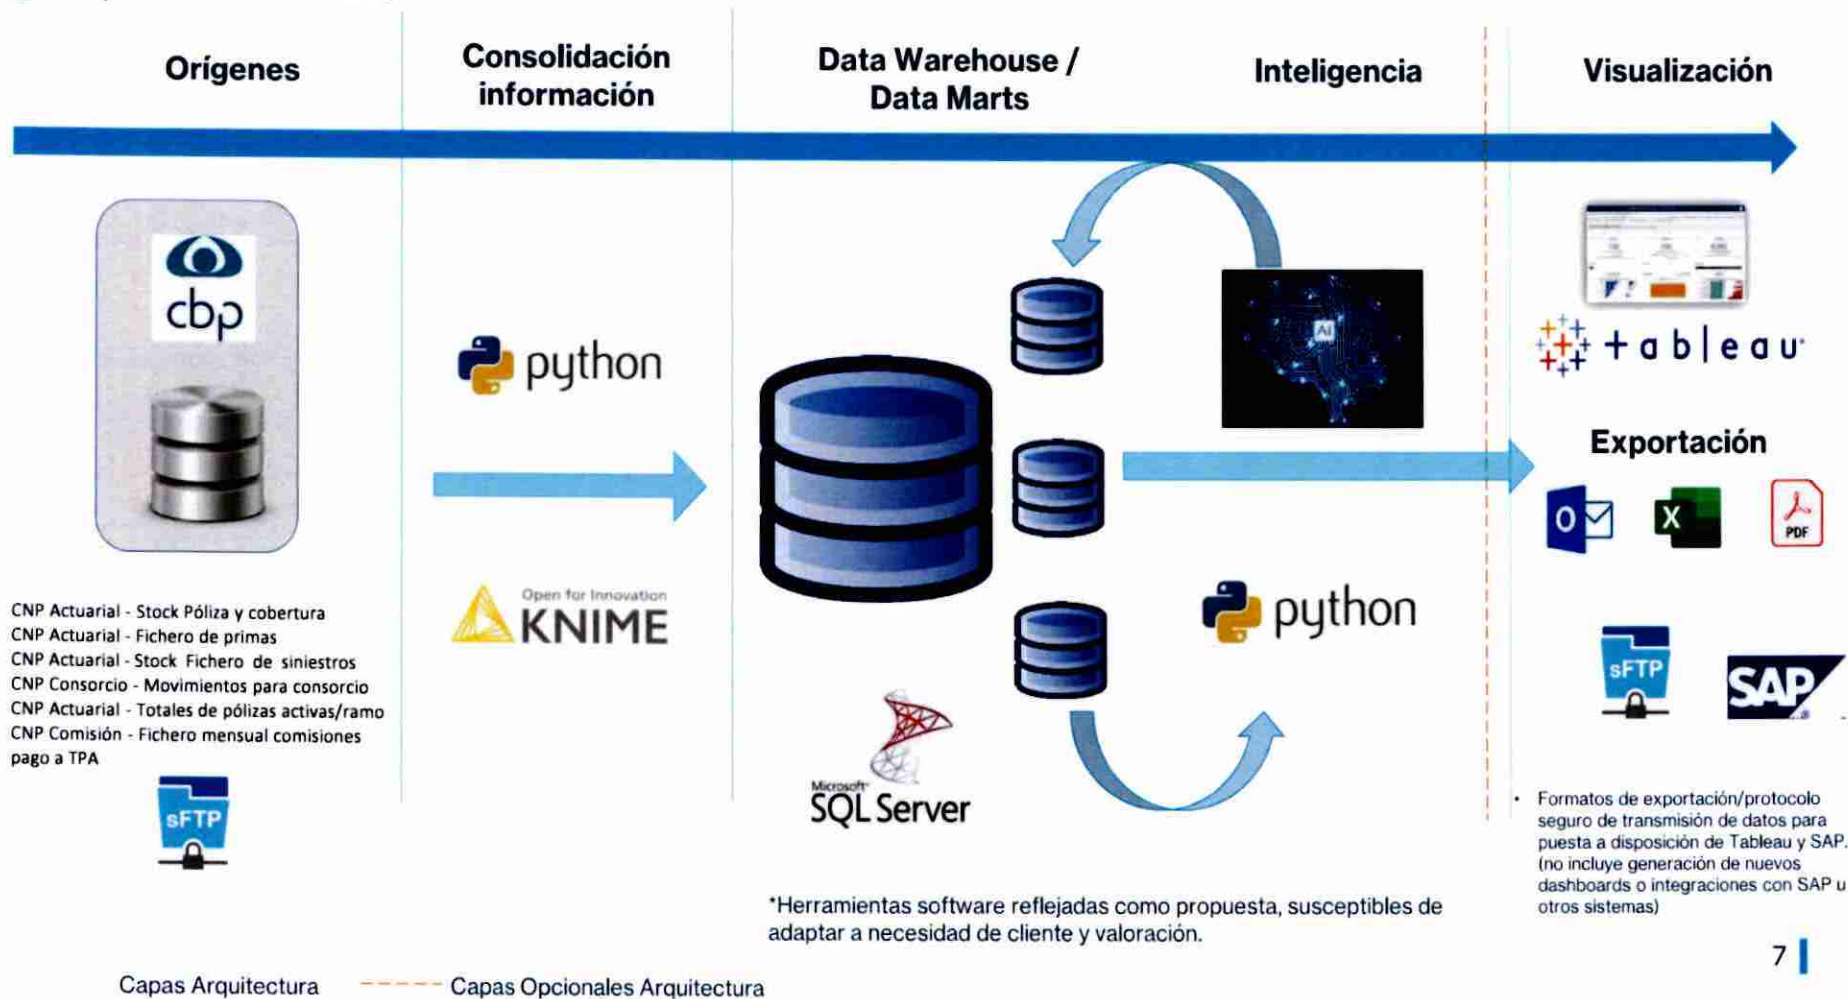 Orígenes
Consolidación
información
Data Warehouse /
Data Marts
Inteligencia
Visualización
cbp
python
Open for Innovation
KNIME
CNP Actuarial - Stock Póliza y cobertura
CNP Actuarial - Fichero de primas
CNP Actuarial - Stock Fichero de siniestros
CNP Consorcio - Movimientos para consorcio
CNP Actuarial - Totales de pólizas activas/ramo
CNP Comisión - Fichero mensual comisiones
pago a TPA
sFTP
Microsoft
SQL Server
AI
python
+ableau
Exportación
O
X
PDF
sFTP
SAP
• Formatos de exportación/protocolo
seguro de transmisión de datos para
puesta a disposición de Tableau y SAP.
(no incluye generación de nuevos
dashboards o integraciones con SAP u
otros sistemas)
*Herramientas software reflejadas como propuesta, susceptibles de
adaptar a necesidad de cliente y valoración.
7
Capas Arquitectura
Capas Opcionales Arquitectura